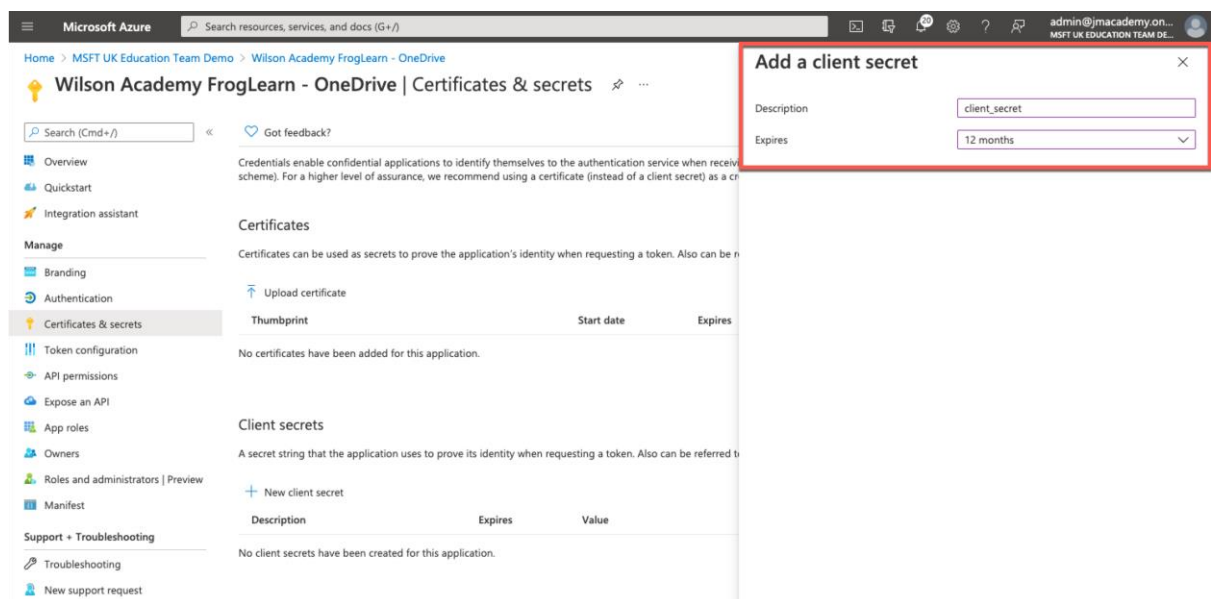 Microsoft Azure
Search resources, services, and docs (G+/)
20
admin@jmacademy.on...
MSFT UK EDUCATION TEAM DE...
Home > MSFT UK Education Team Demo > Wilson Academy FrogLearn - OneDrive
Wilson Academy FrogLearn - OneDrive | Certificates & secrets
Search (Cmd+/)
Overview
Quickstart
Integration assistant
Manage
Branding
Authentication
Certificates & secrets
Token configuration
API permissions
Expose an API
App roles
Owners
Roles and administrators | Preview
Manifest
Support + Troubleshooting
Troubleshooting
New support request
Got feedback?
Credentials enable confidential applications to identify themselves to the authentication service when receivi
scheme). For a higher level of assurance, we recommend using a certificate (instead of a client secret) as a cr
Certificates
Certificates can be used as secrets to prove the application's identity when requesting a token. Also can be r
Upload certificate
Thumbprint Start date Expires
No certificates have been added for this application.
Client secrets
A secret string that the application uses to prove its identity when requesting a token. Also can be referred t
New client secret
Description Expires Value
No client secrets have been created for this application.
Add a client secret
Description client_secret
Expires 12 months